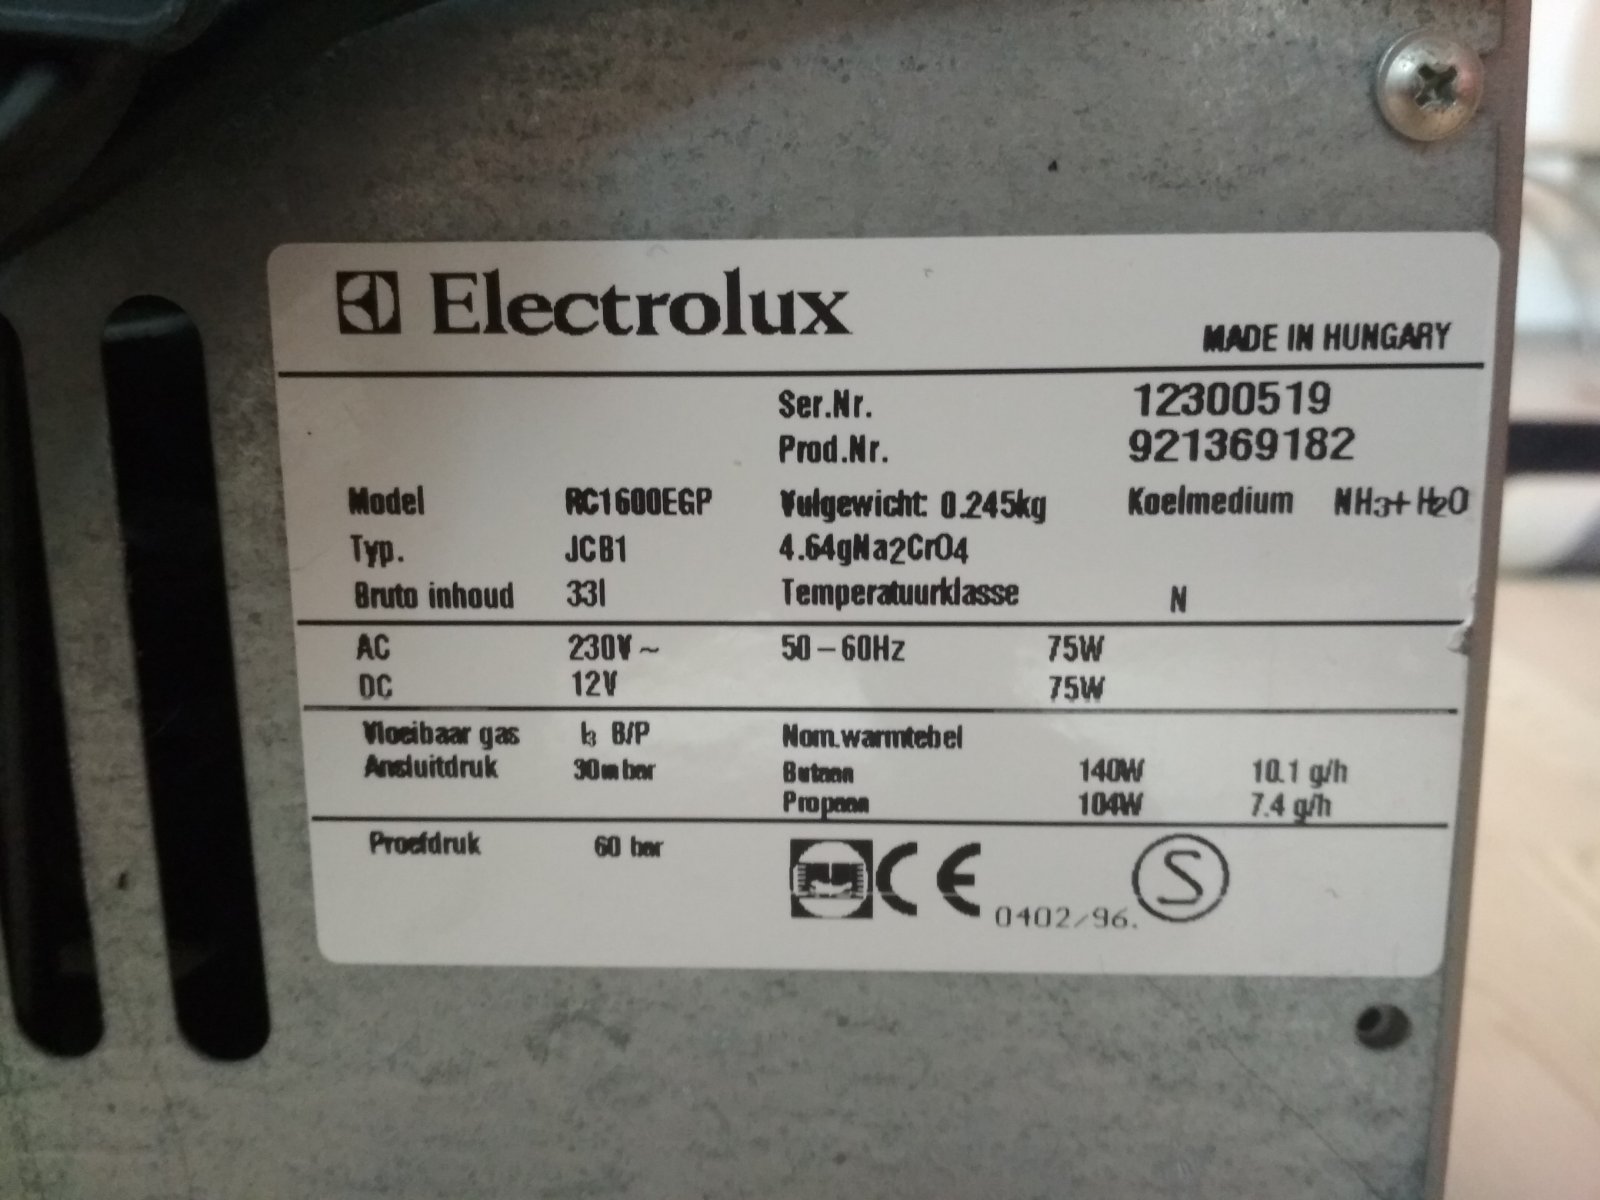 Electrolux
MADE IN HUNGARY
Ser.Nr. 12300519
Prod.Nr. 921369182
Model RC1600EGP Vulgewicht: 0.245kg Koelmedium NH3+H2O
Typ. JCB1 4.64gNa2CrO4
Bruto inhoud 33l Temperatuurklasse N
AC 230V~ 50-60Hz 75W
DC 12V 75W
Vloeibaar gas I3 B/P Nom.warmtebel
Ansluitdruk 30mbar Butaan 140W 10.1 g/h
Propaan 104W 7.4 g/h
Proefdruk 60 bar
CE 0402/96. S